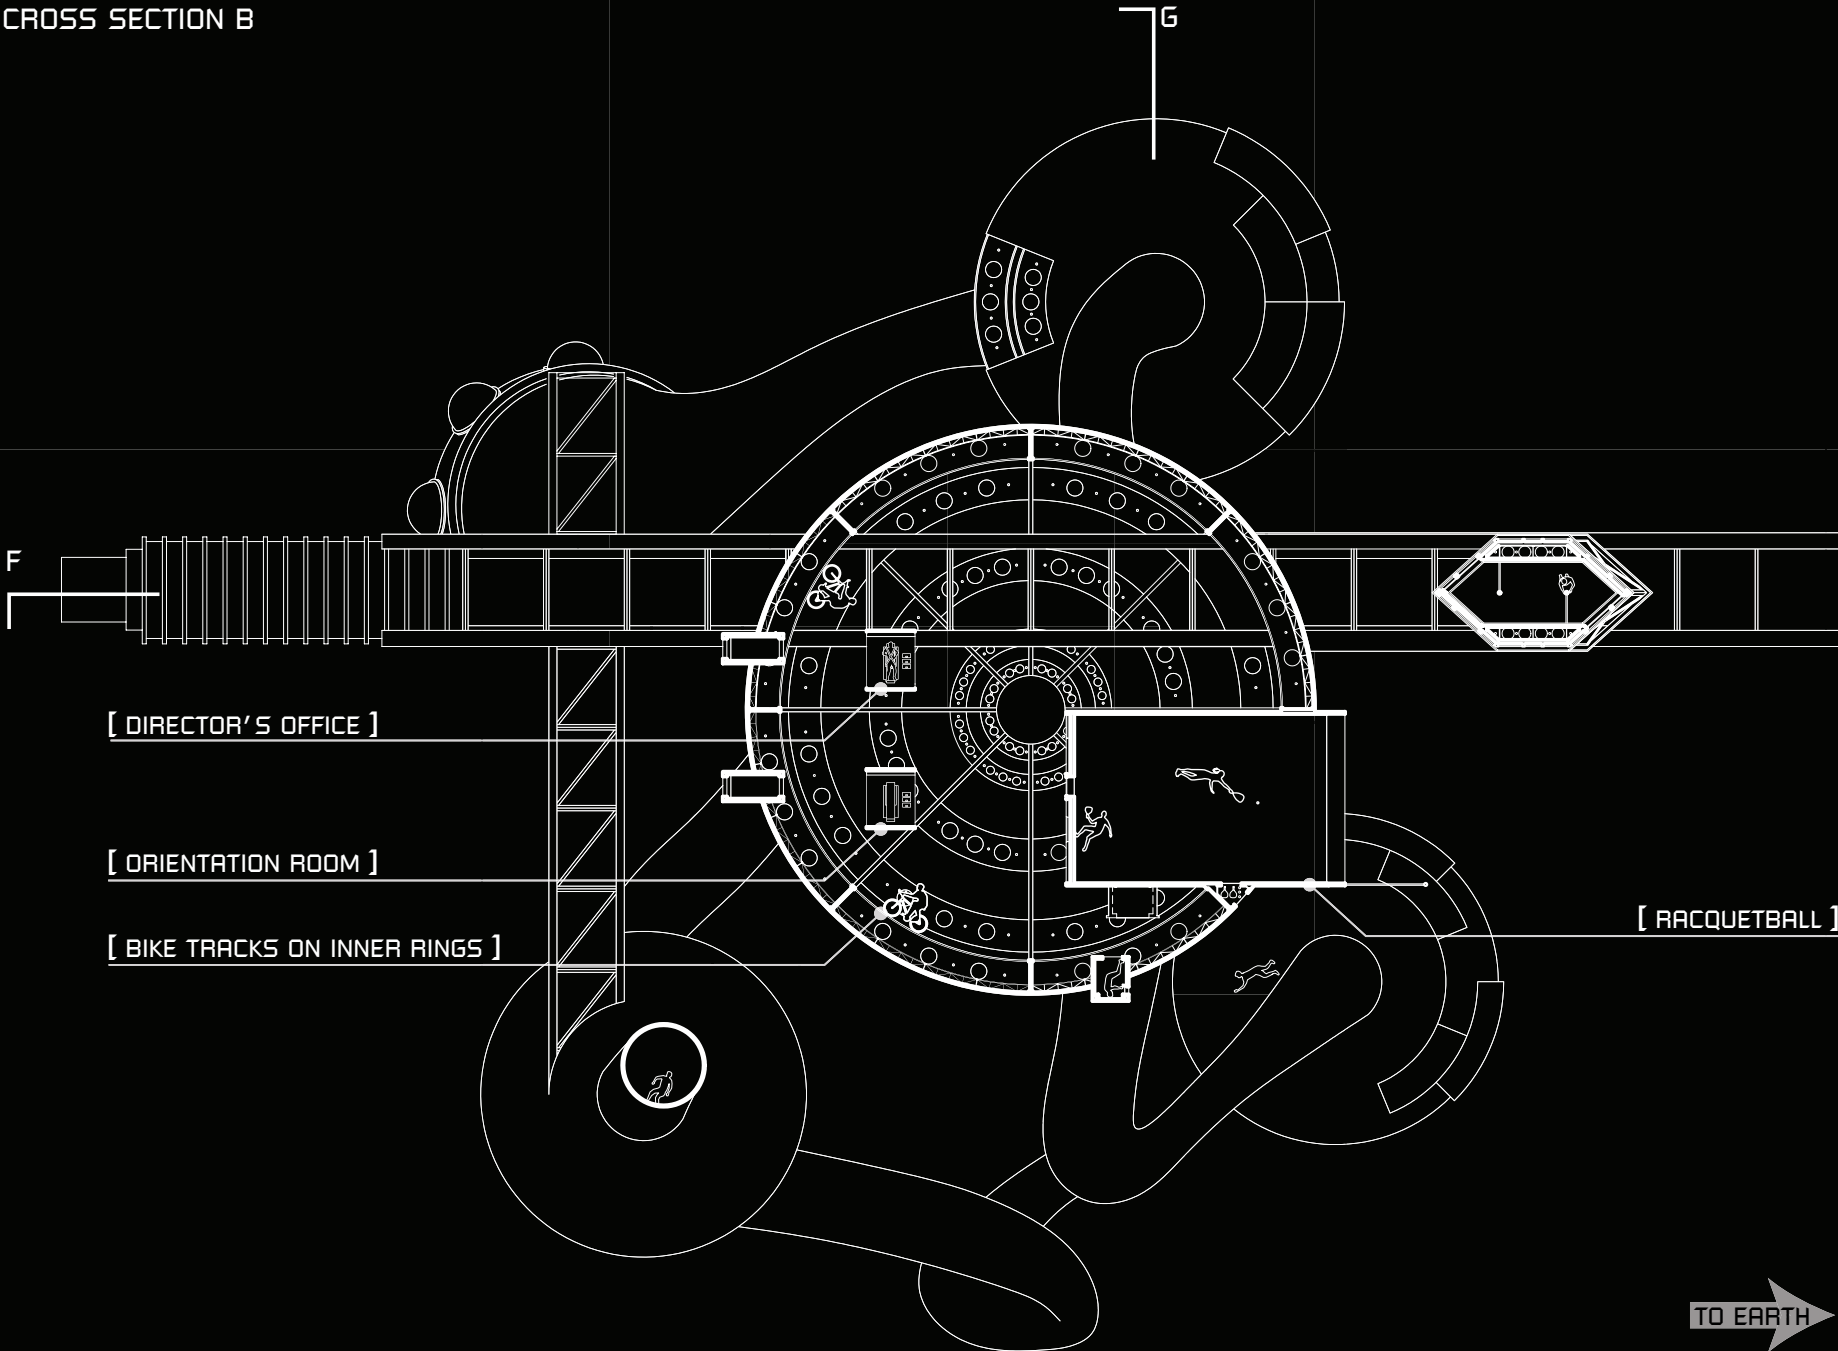 CROSS SECTION B
G
F
[ DIRECTOR'S OFFICE ]
[ ORIENTATION ROOM ]
[ RACQUETBALL ]
[ BIKE TRACKS ON INNER RINGS ]
TO EARTH